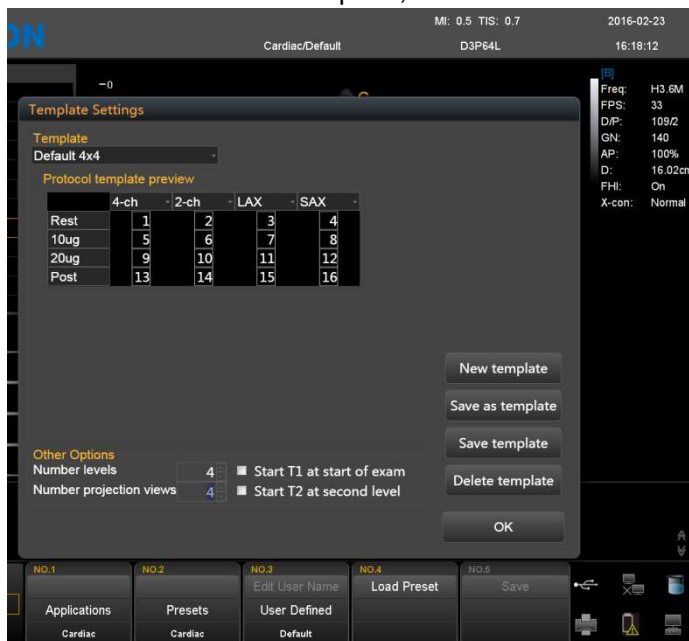 MI: 0.5 TIS: 0.7 2016-02-23
Cardiac/Default D3P64L 16:18:12
-0
[B]
Freq: H3.6M
FPS: 33
D/P: 109/2
GN: 140
AP: 100%
D: 16.02cm
FHI: On
X-con: Normal
Template Settings
Template
Default 4x4
Protocol template preview
4-ch 2-ch LAX SAX
Rest 1 2 3 4
10ug 5 6 7 8
20ug 9 10 11 12
Post 13 14 15 16
New template
Save as template
Save template
Delete template
OK
Other Options
Number levels 4 Start T1 at start of exam
Number projection views 4 Start T2 at second level
NO.1 NO.2 NO.3 NO.4 NO.5
Edit User Name Load Preset Save
Applications Presets User Defined
Cardiac Cardiac Default